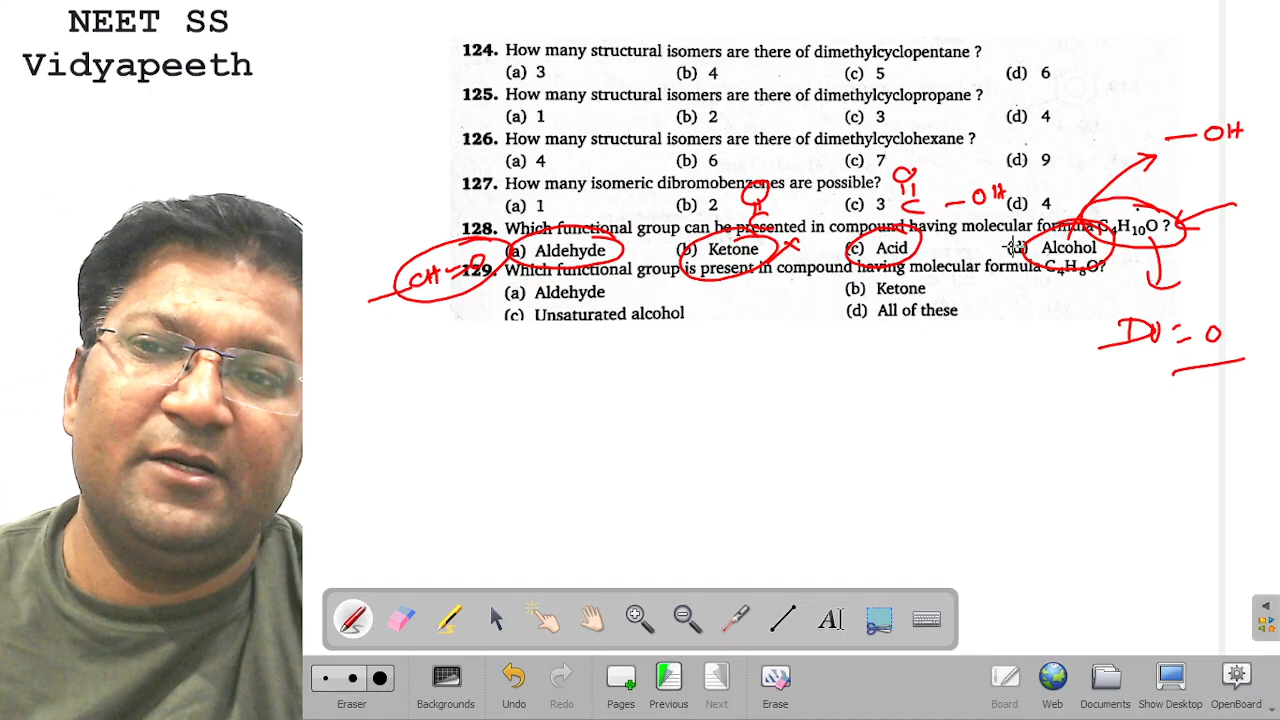 NEET SS
Vidyapeeth
124. How many structural isomers are there of dimethylcyclopentane ?
(a) 3 (b) 4 (c) 5 (d) 6
125. How many structural isomers are there of dimethylcyclopropane ?
(a) 1 (b) 2 (c) 3 (d) 4
126. How many structural isomers are there of dimethylcyclohexane ?
(a) 4 (b) 6 (c) 7 (d) 9
— OH
127. How many isomeric dibromobenzenes are possible?
(a) 1 (b) 2 (c) 3 (d) 4
O
C
O
C — OH
128. Which functional group can be presented in compound having molecular formula C₄H₁₀O ?
(a) Aldehyde (b) Ketone (c) Acid (d) Alcohol
CH=O
129. Which functional group is present in compound having molecular formula C₄H₈O?
(a) Aldehyde (b) Ketone
(c) Unsaturated alcohol (d) All of these
DU = 0
Eraser Backgrounds Undo Redo Pages Previous Next Erase Board Web Documents Show Desktop OpenBoard